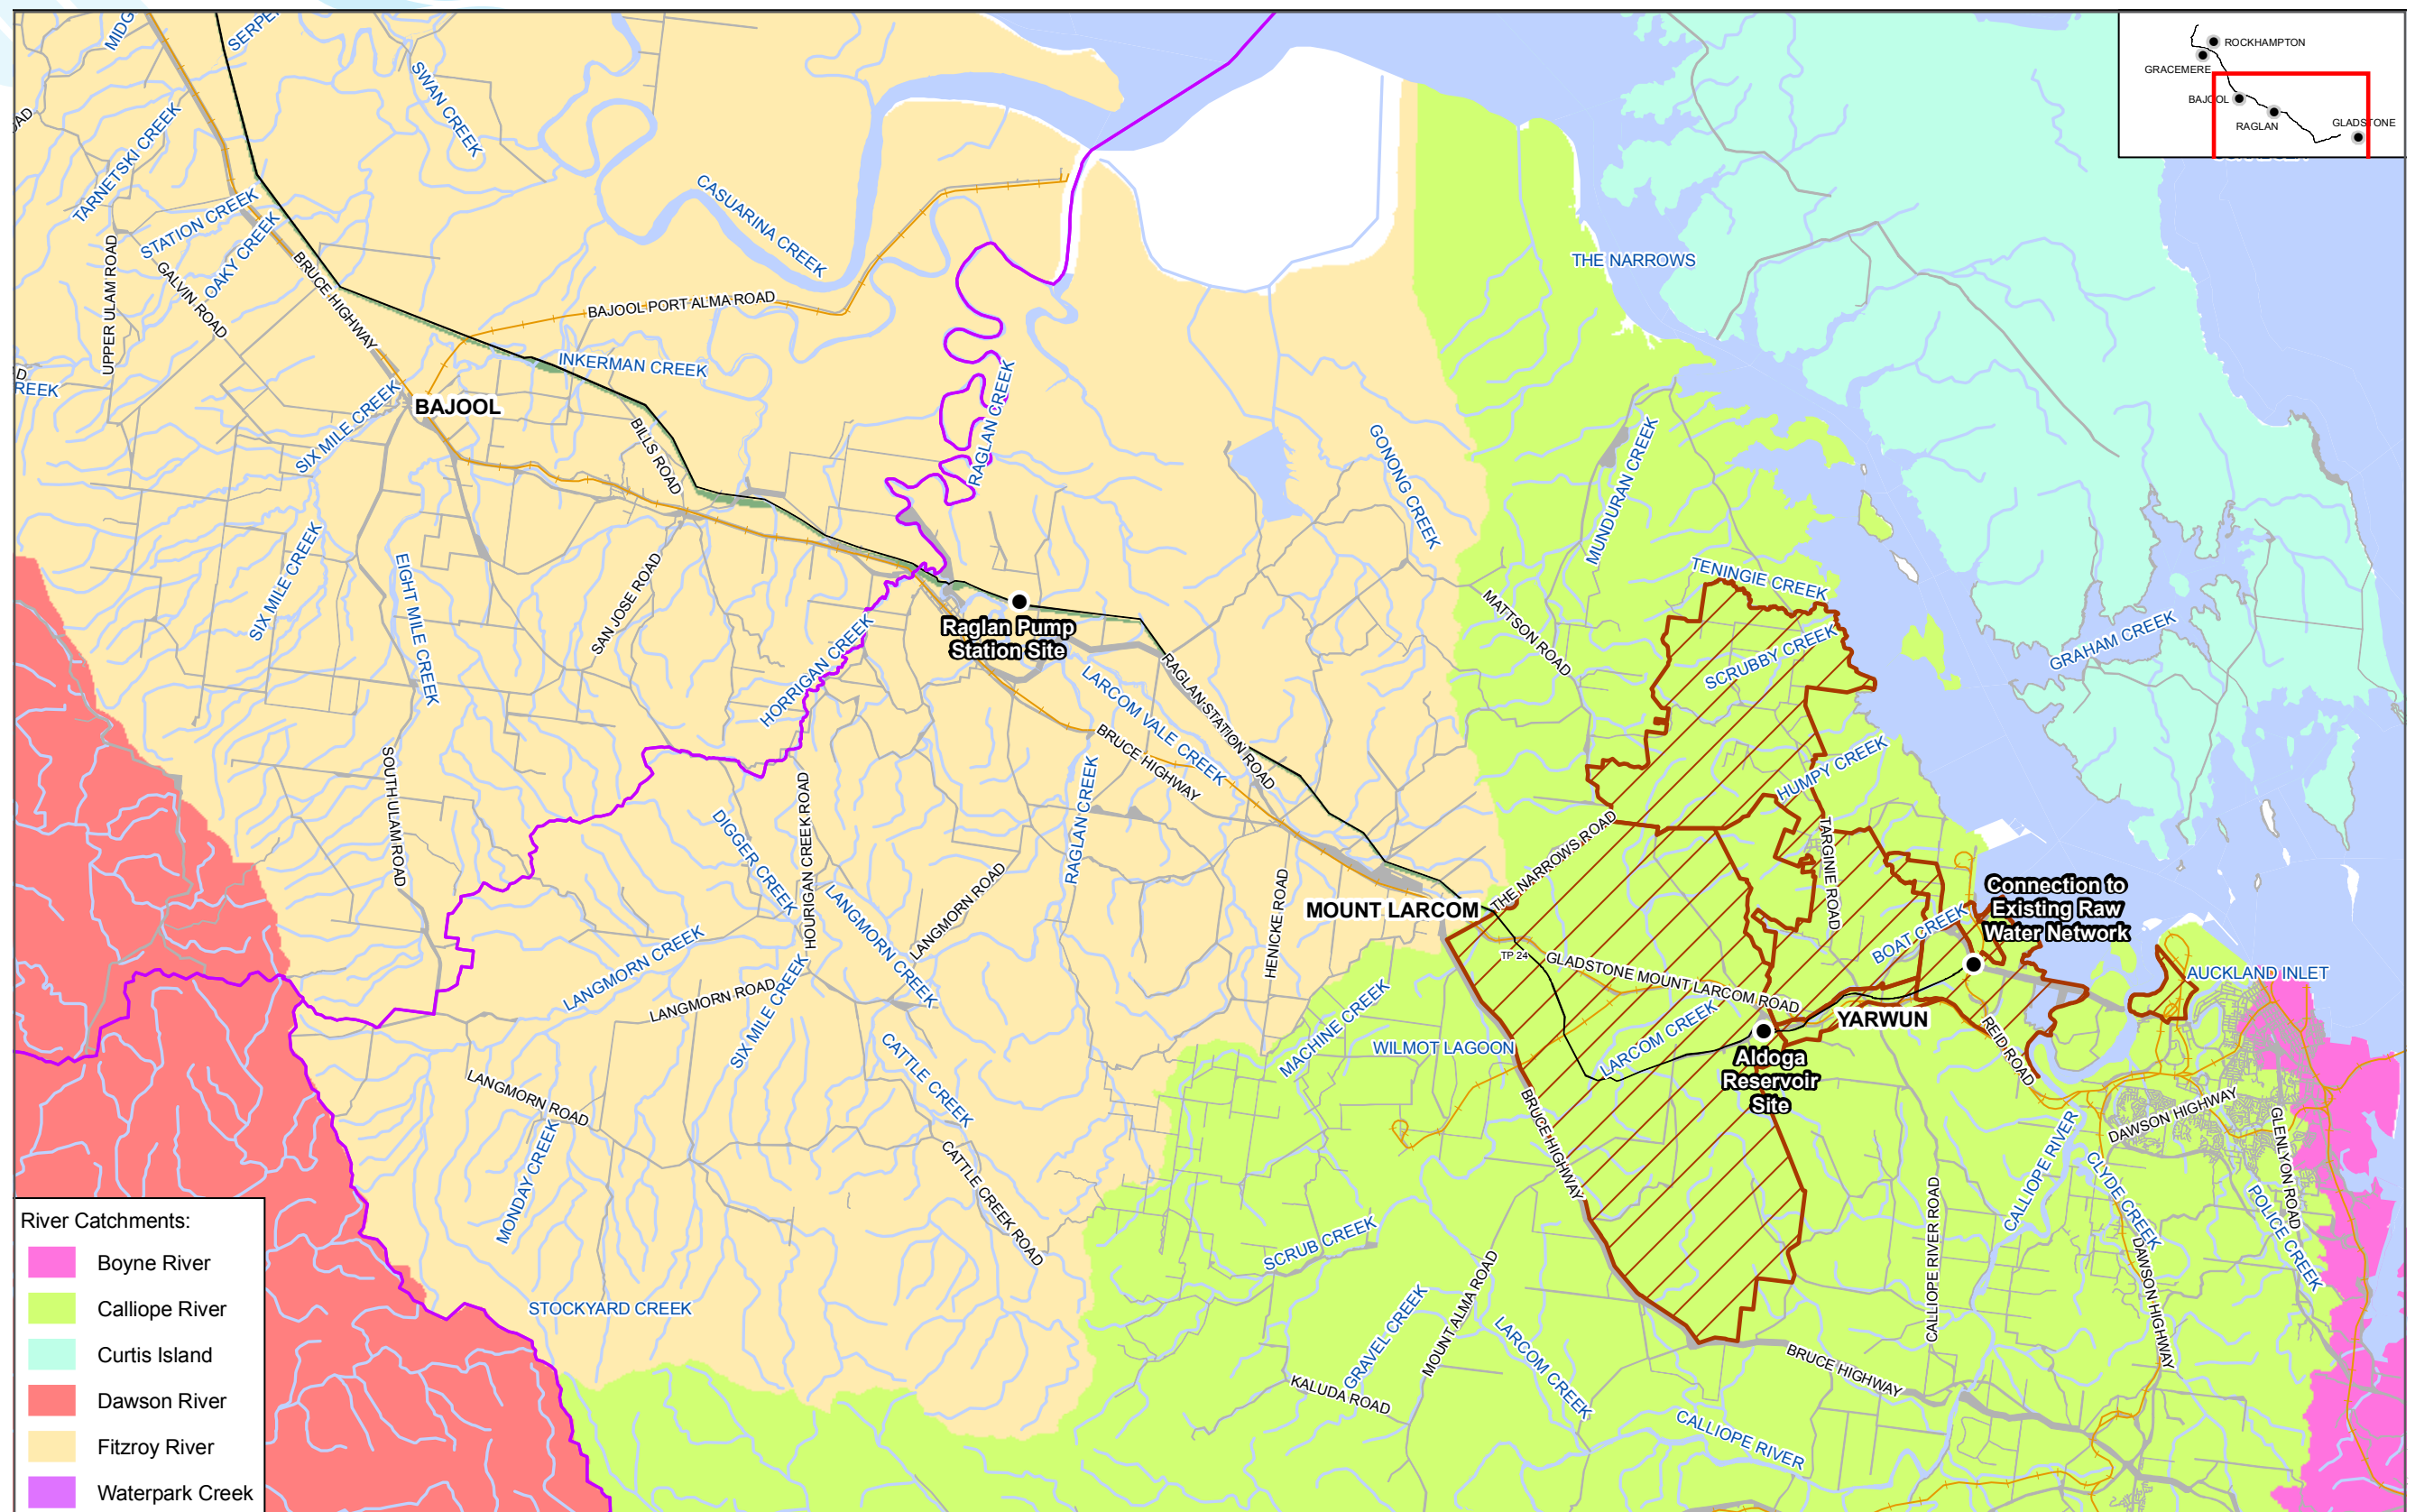 SWAN CREEK
TARNETSKI CREEK
STATION CREEK
OAKY CREEK
GALVIN ROAD
UPPER ULAM ROAD
BRUCE HIGHWAY
CASUARINA CREEK
BAJOOL PORT ALMA ROAD
INKERMAN CREEK
ROCKHAMPTON
GRACEMERE
BAJOOL
RAGLAN
GLADSTONE
THE NARROWS
REEK
SIX MILE CREEK
BAJOOL
BILLS ROAD
RAGLAN CREEK
GONONG CREEK
MUNDURAN CREEK
SIX MILE CREEK
EIGHT MILE CREEK
SAN JOSE ROAD
HORRIGAN CREEK
Raglan Pump
Station Site
LARCOM VALE CREEK
RAGLAN STATION ROAD
MATTSON ROAD
TENINGIE CREEK
SCRUBBY CREEK
GRAHAM CREEK
BRUCE HIGHWAY
HUMPY CREEK
SOUTH ULAM ROAD
DIGGER CREEK
HOURIGAN CREEK ROAD
LANGMORN CREEK
LANGMORN ROAD
RAGLAN CREEK
HENICKE ROAD
MOUNT LARCOM
THE NARROWS ROAD
TARGINIE ROAD
Connection to
Existing Raw
Water Network
BOAT CREEK
AUCKLAND INLET
LANGMORN CREEK
LANGMORN ROAD
SIX MILE CREEK
TP 24
GLADSTONE MOUNT LARCOM ROAD
MACHINE CREEK
WILMOT LAGOON
LARCOM CREEK
YARWUN
Aldoga
Reservoir
Site
REID ROAD
CATTLE CREEK
LANGMORN ROAD
MONDAY CREEK
CATTLE CREEK ROAD
BRUCE HIGHWAY
DAWSON HIGHWAY
GLENLYON ROAD
CALLIOPE RIVER
CLYDE CREEK
POLICE CREEK
CALLIOPE RIVER ROAD
DAWSON HIGHWAY
SCRUB CREEK
MOUNT ALMA ROAD
GRAVEL CREEK
LARCOM CREEK
KALUDA ROAD
BRUCE HIGHWAY
CALLIOPE RIVER
STOCKYARD CREEK
River Catchments:
Boyne River
Calliope River
Curtis Island
Dawson River
Fitzroy River
Waterpark Creek